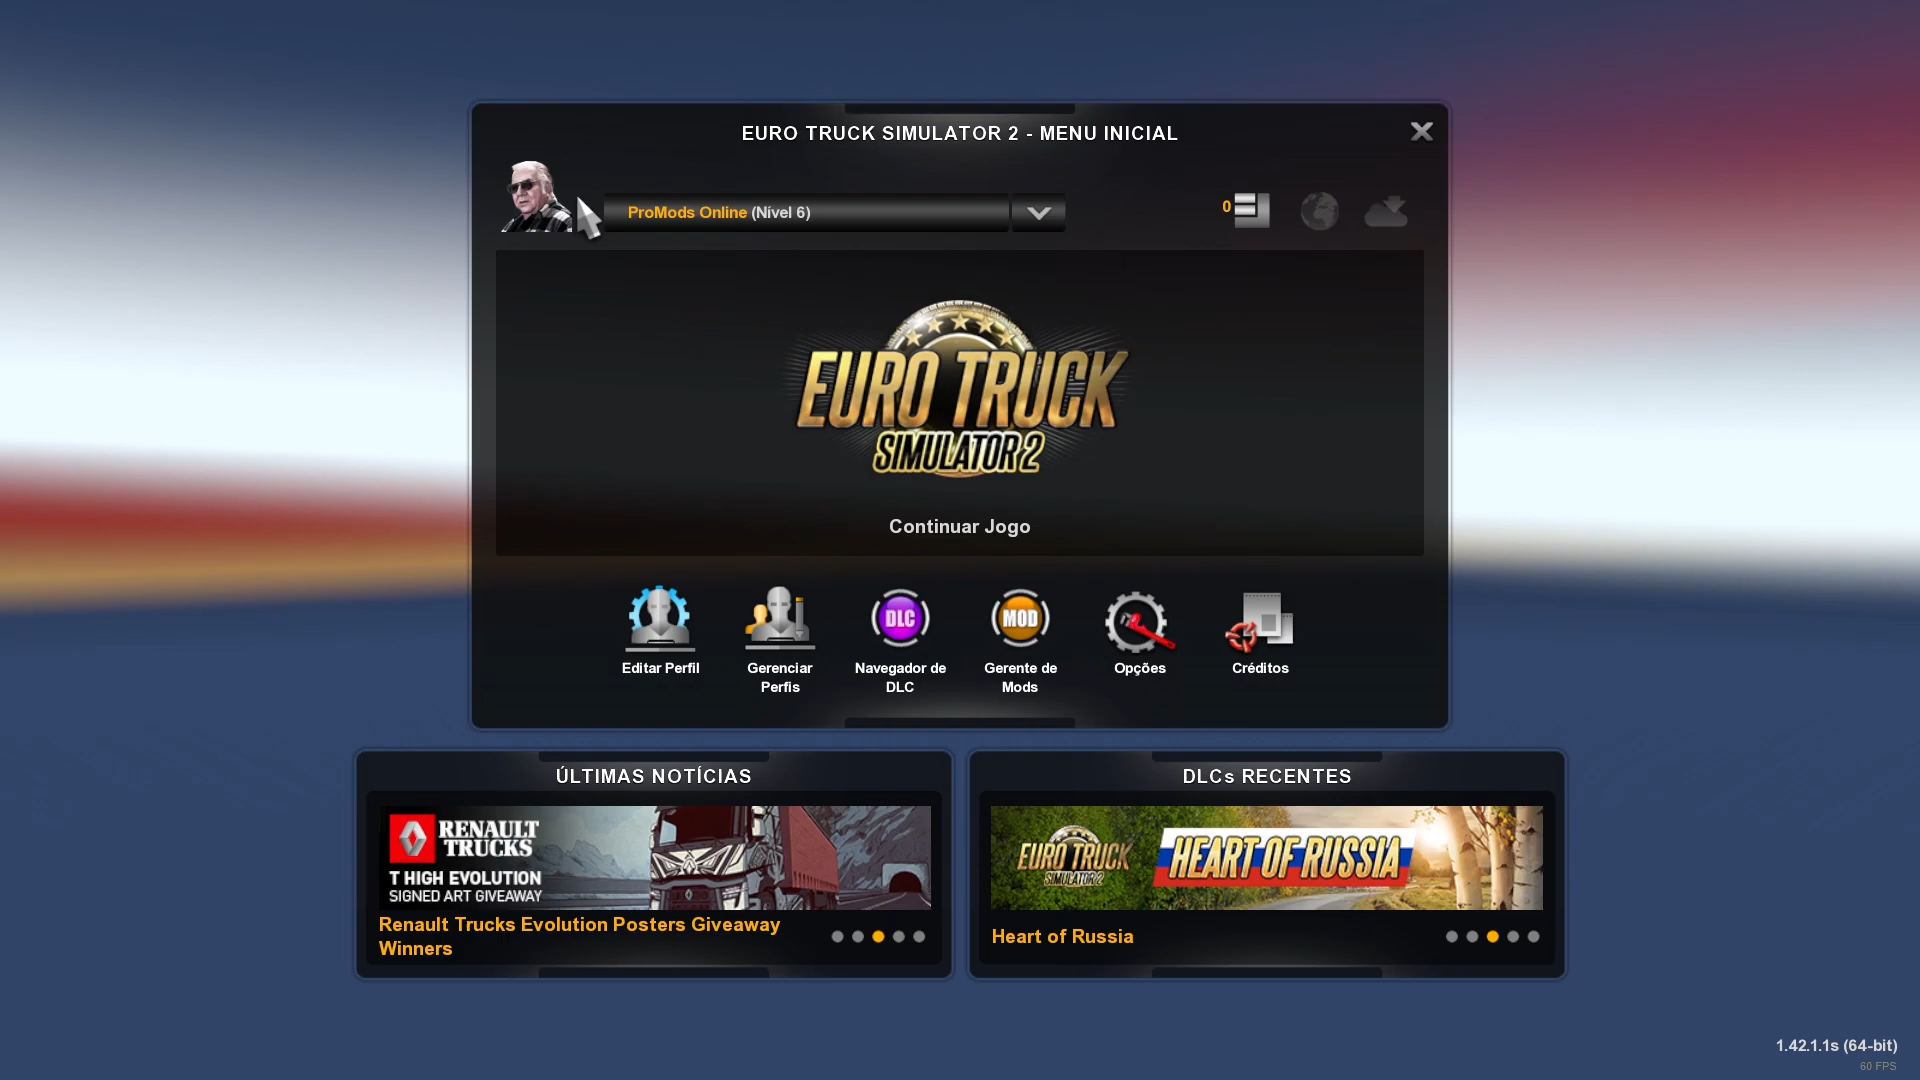 EURO TRUCK SIMULATOR 2 - MENU INICIAL
ProMods Online (Nível 6)
0
EURO TRUCK
SIMULATOR 2
Continuar Jogo
Editar Perfil
Gerenciar
Perfis
DLC
Navegador de
DLC
MOD
Gerente de
Mods
Opções
Créditos
ÚLTIMAS NOTÍCIAS
RENAULT
TRUCKS
T HIGH EVOLUTION
SIGNED ART GIVEAWAY
Renault Trucks Evolution Posters Giveaway
Winners
DLCs RECENTES
EURO TRUCK
SIMULATOR 2
HEART OF RUSSIA
Heart of Russia
1.42.1.1s (64-bit)
60 FPS